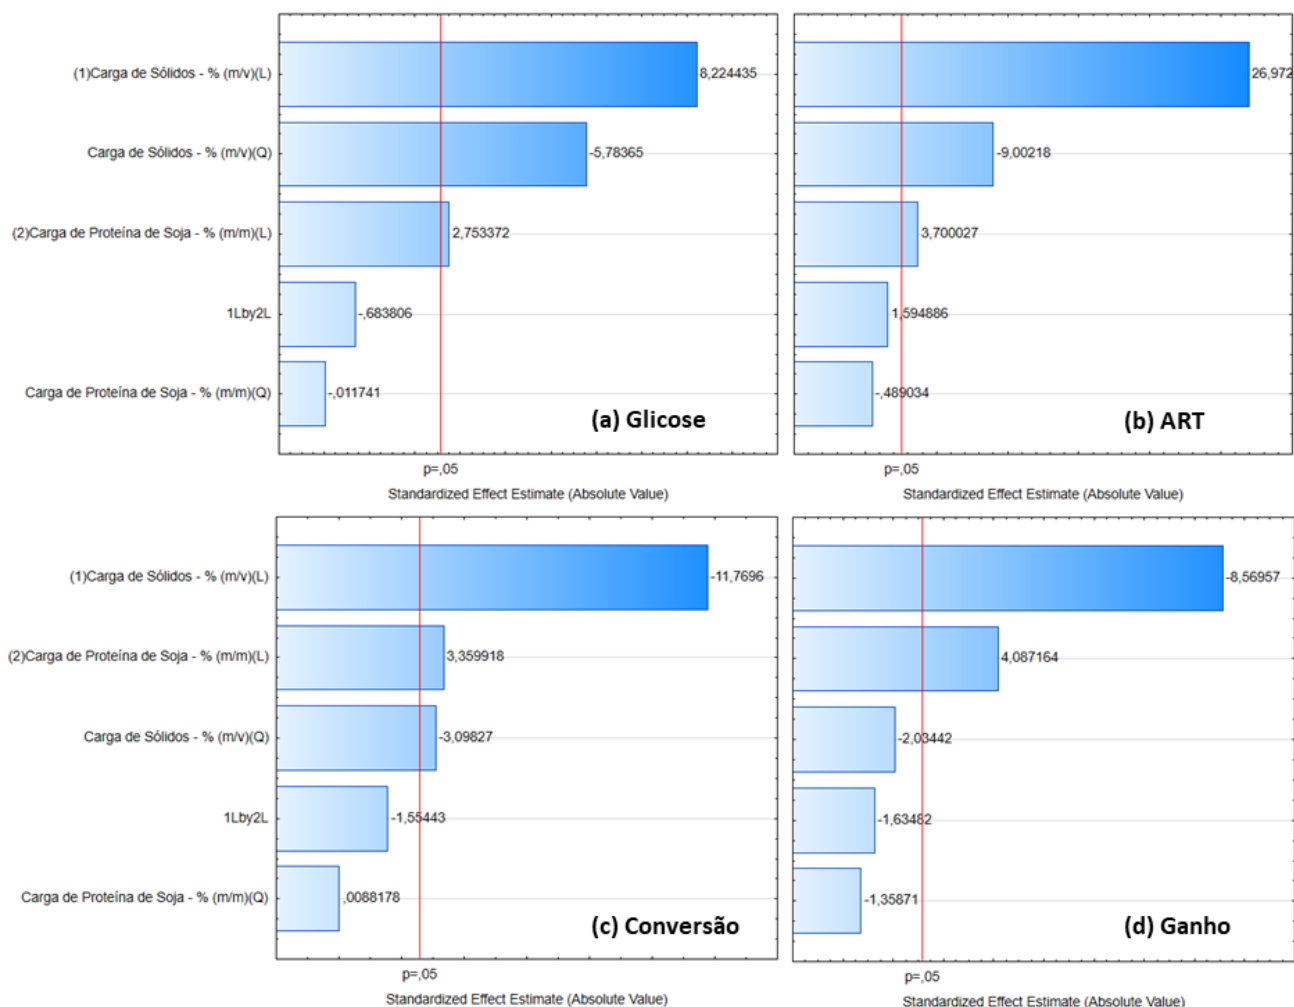 (1)Carga de Sólidos - % (m/v)(L)
8,224435
Carga de Sólidos - % (m/v)(Q)
-5,78365
(2)Carga de Proteína de Soja - % (m/m)(L)
2,753372
1Lby2L
-,683806
Carga de Proteína de Soja - % (m/m)(Q)
-,011741
(a) Glicose
p=,05
Standardized Effect Estimate (Absolute Value)
26,972
-9,00218
3,700027
1,594886
-,489034
(b) ART
p=,05
Standardized Effect Estimate (Absolute Value)
(1)Carga de Sólidos - % (m/v)(L)
-11,7696
(2)Carga de Proteína de Soja - % (m/m)(L)
3,359918
Carga de Sólidos - % (m/v)(Q)
-3,09827
1Lby2L
-1,55443
Carga de Proteína de Soja - % (m/m)(Q)
,0088178
(c) Conversão
p=,05
Standardized Effect Estimate (Absolute Value)
-8,56957
4,087164
-2,03442
-1,63482
-1,35871
(d) Ganho
p=,05
Standardized Effect Estimate (Absolute Value)